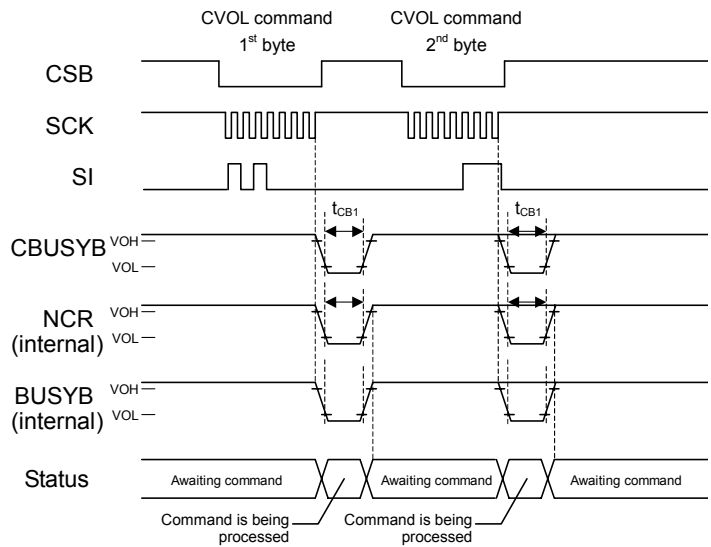 CVOL command
1st byte
CVOL command
2nd byte
CSB
SCK
SI
tCB1
tCB1
CBUSYB
VOH
VOL
NCR
(internal)
VOH
VOL
BUSYB
(internal)
VOH
VOL
Status
Awaiting command
Awaiting command
Awaiting command
Command is being
processed
Command is being
processed